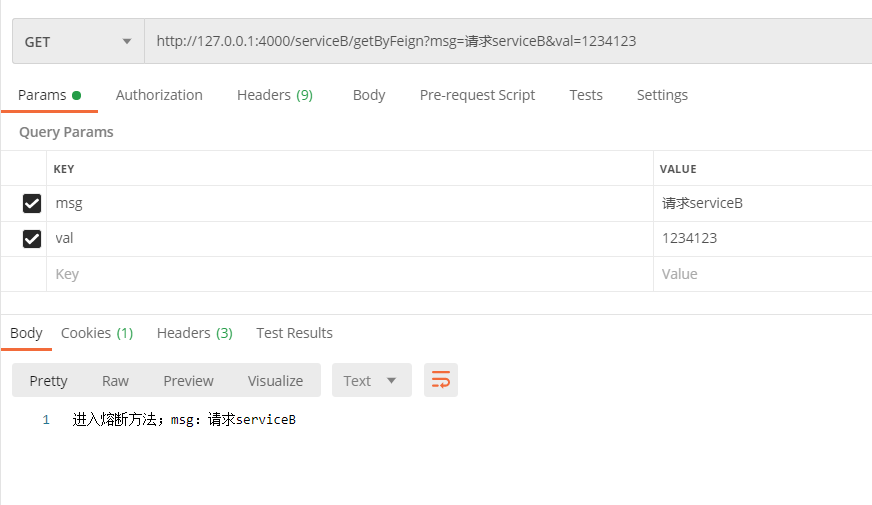 GET http://127.0.0.1:4000/serviceB/getByFeign?msg=请求serviceB&val=1234123
Params Authorization Headers (9) Body Pre-request Script Tests Settings
Query Params
KEY VALUE
msg 请求serviceB
val 1234123
Key Value
Body Cookies (1) Headers (3) Test Results
Pretty Raw Preview Visualize Text
1 进入熔断方法；msg：请求serviceB